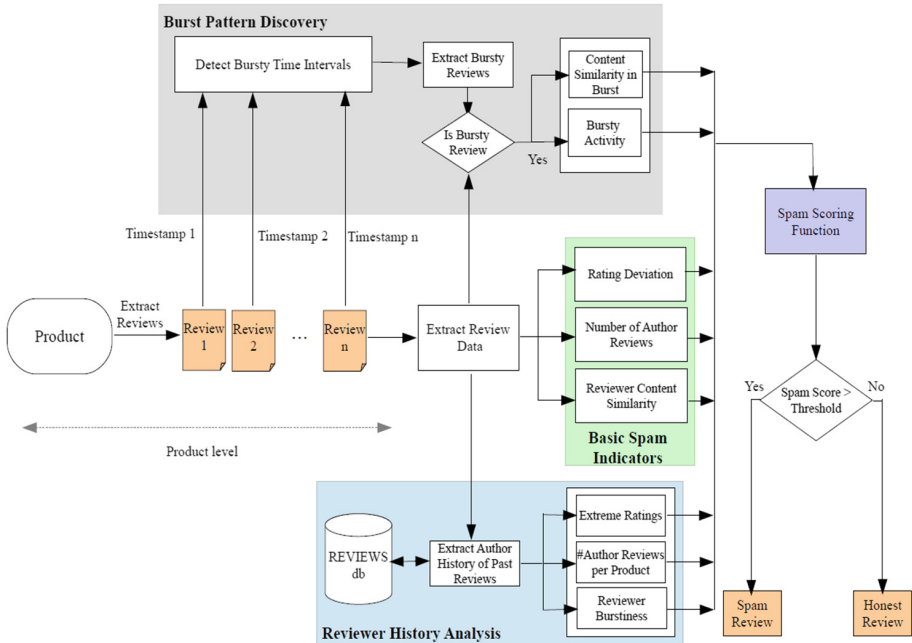 Burst Pattern Discovery
Detect Bursty Time Intervals
Extract Bursty
Reviews
Content
Similarity in
Burst
Is Bursty
Review
Yes
Bursty
Activity
Timestamp 1
Timestamp 2
Timestamp n
Spam Scoring
Function
Product
Extract
Reviews
Review
1
Review
2
...
Review
n
Extract Review
Data
Rating Deviation
Number of Author
Reviews
Reviewer Content
Similarity
Basic Spam
Indicators
Yes
Spam Score >
Threshold
No
Product level
REVIEWS
db
Extract Author
History of Past
Reviews
Extreme Ratings
#Author Reviews
per Product
Reviewer
Burstiness
Spam
Review
Honest
Review
Reviewer History Analysis